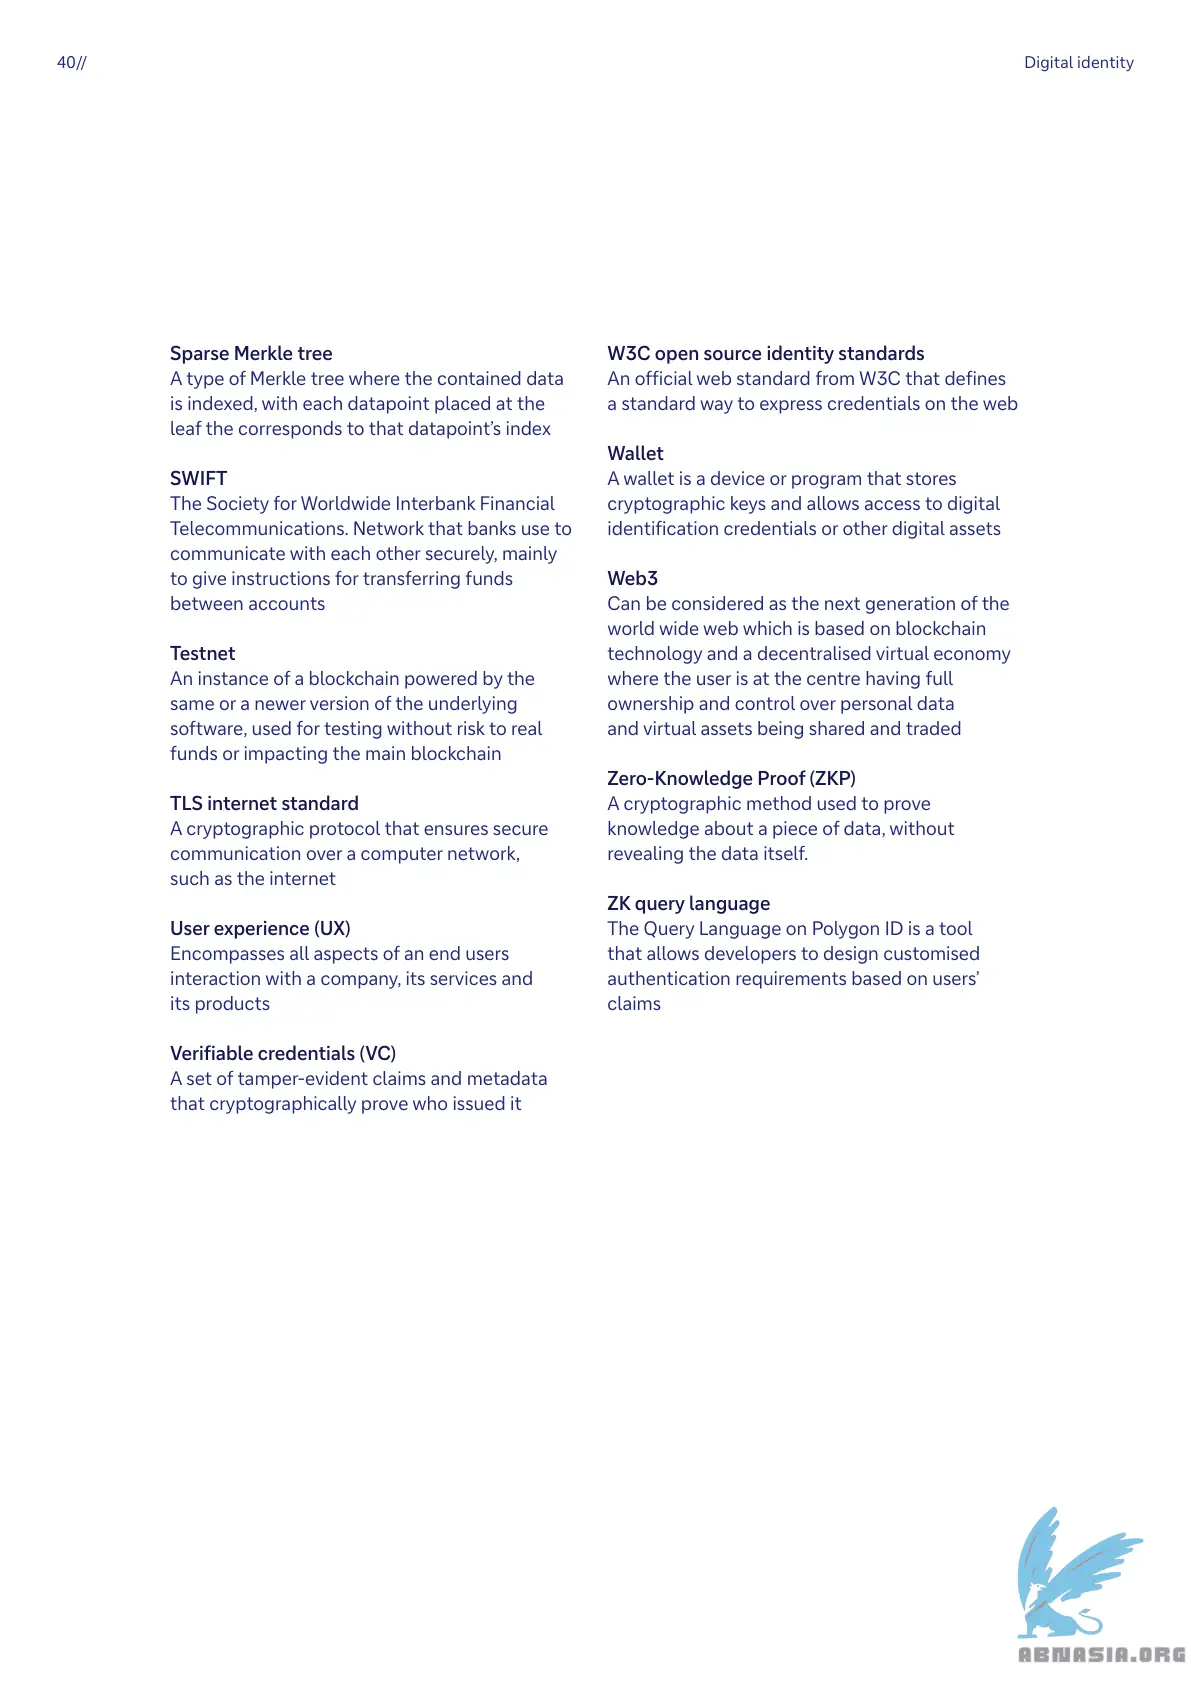 40//
Digital identity
Sparse Merkle tree
A type of Merkle tree where the contained data
is indexed, with each datapoint placed at the
leaf the corresponds to that datapoint's index
SWIFT
The Society for Worldwide Interbank Financial
Telecommunications. Network that banks use to
communicate with each other securely, mainly
to give instructions for transferring funds
between accounts
Testnet
An instance of a blockchain powered by the
same or a newer version of the underlying
software, used for testing without risk to real
funds or impacting the main blockchain
TLS internet standard
A cryptographic protocol that ensures secure
communication over a computer network,
such as the internet
User experience (UX)
Encompasses all aspects of an end users
interaction with a company, its services and
its products
Verifiable credentials (VC)
A set of tamper-evident claims and metadata
that cryptographically prove who issued it
W3C open source identity standards
An official web standard from W3C that defines
a standard way to express credentials on the web
Wallet
A wallet is a device or program that stores
cryptographic keys and allows access to digital
identification credentials or other digital assets
Web3
Can be considered as the next generation of the
world wide web which is based on blockchain
technology and a decentralised virtual economy
where the user is at the centre having full
ownership and control over personal data
and virtual assets being shared and traded
Zero-Knowledge Proof (ZKP)
A cryptographic method used to prove
knowledge about a piece of data, without
revealing the data itself.
ZK query language
The Query Language on Polygon ID is a tool
that allows developers to design customised
authentication requirements based on users'
claims
ABNASIA.ORG